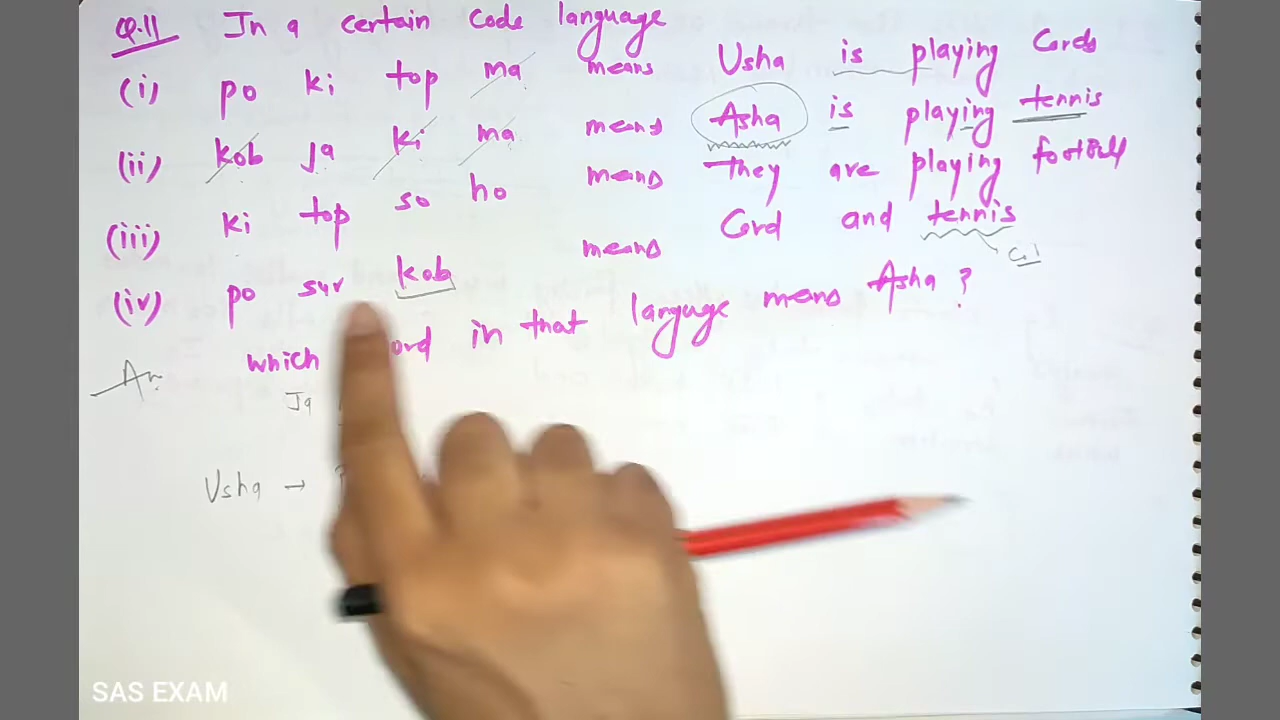 Q.11 In a certain code language
(i) po ki top ma means Usha is playing Cards
(ii) kob Ja ki ma means Asha is playing tennis
(iii) ki top so ho means They are playing football
(iv) po sur kob means Card and tennis
which in that language means Asha ?
An
Ja
Usha →
SAS EXAM